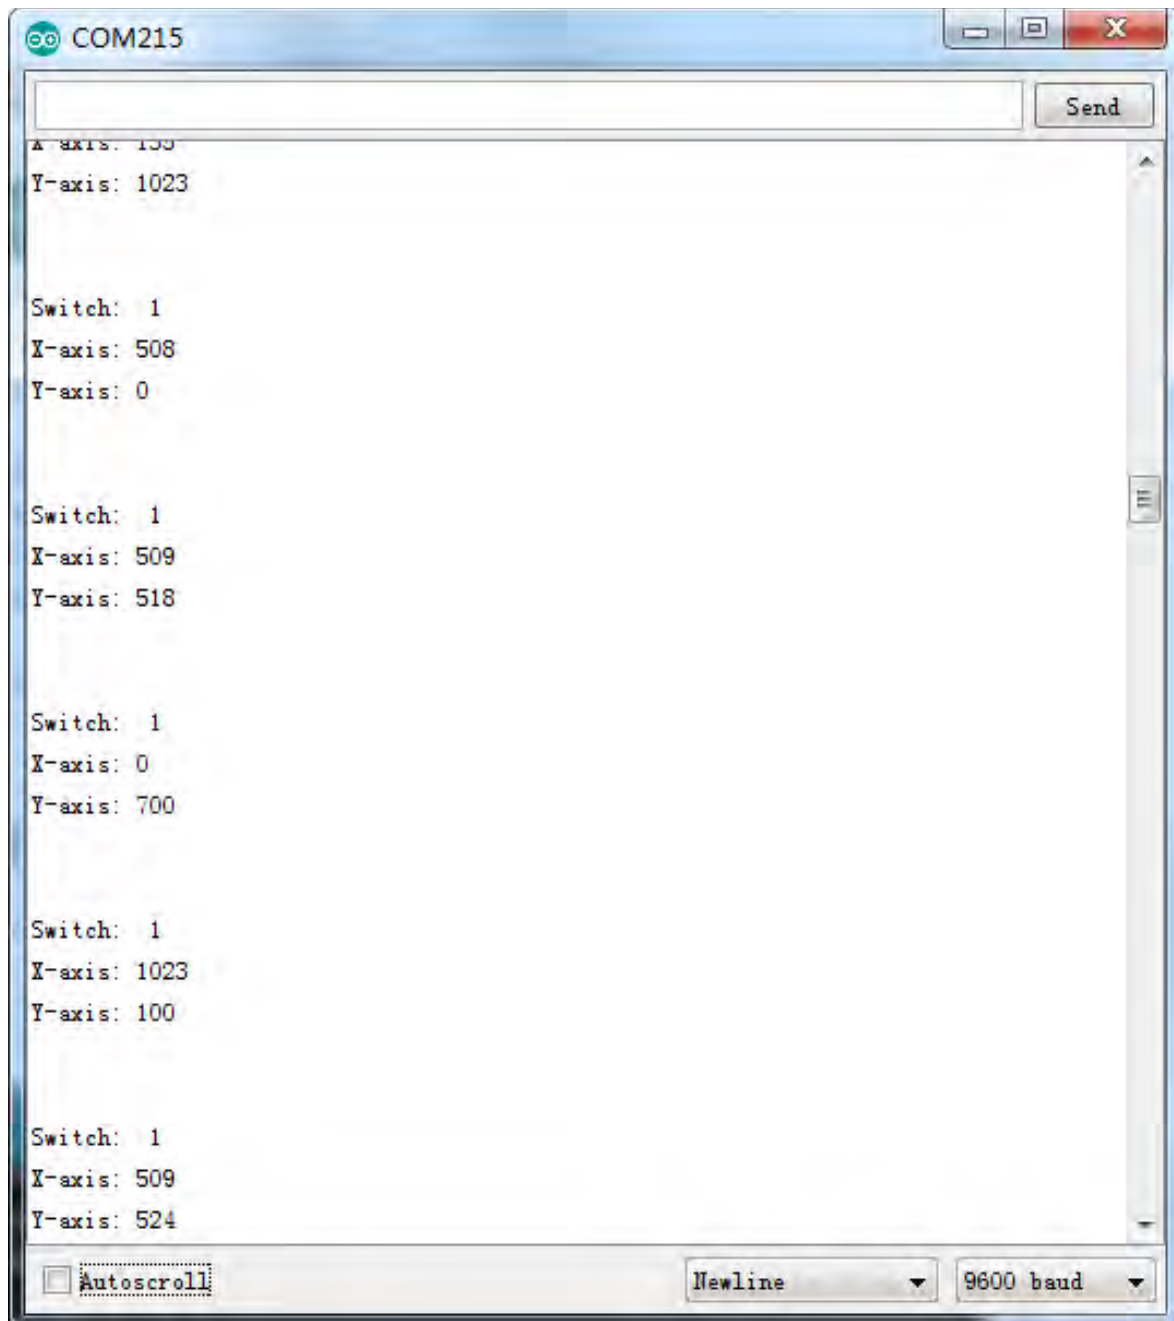 COM215
Send
X-axis:
Y-axis: 1023
Switch:  1
X-axis: 508
Y-axis: 0
Switch:  1
X-axis: 509
Y-axis: 518
Switch:  1
X-axis: 0
Y-axis: 700
Switch:  1
X-axis: 1023
Y-axis: 100
Switch:  1
X-axis: 509
Y-axis: 524
Autoscroll
Newline
9600 baud